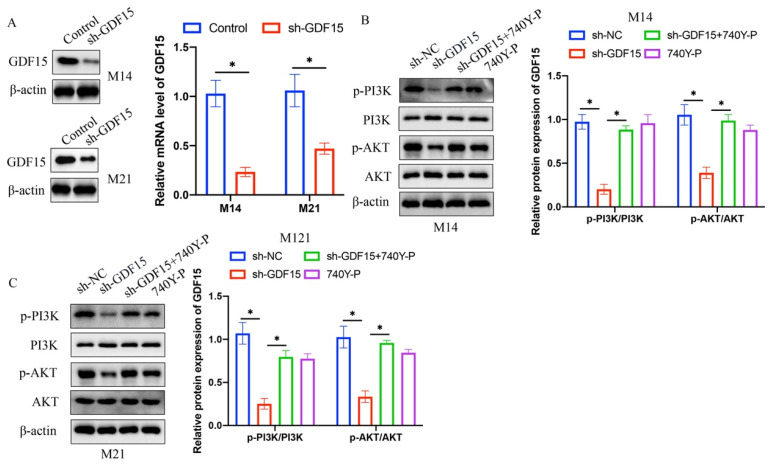 A
Control
sh-GDF15
GDF15
β-actin
M14
Control
sh-GDF15
GDF15
β-actin
M21
Control
sh-GDF15
Relative mRNA level of GDF15
1.5
1.0
0.5
0.0
*
*
M14
M21
B
sh-NC
sh-GDF15
sh-GDF15+740Y-P
740Y-P
p-PI3K
PI3K
p-AKT
AKT
β-actin
M14
M14
sh-NC
sh-GDF15+740Y-P
sh-GDF15
740Y-P
Relative protein expression of GDF15
1.5
1.0
0.5
0.0
*
*
*
*
p-PI3K/PI3K
p-AKT/AKT
C
sh-NC
sh-GDF15
sh-GDF15+740Y-P
740Y-P
p-PI3K
PI3K
p-AKT
AKT
β-actin
M21
M121
sh-NC
sh-GDF15+740Y-P
sh-GDF15
740Y-P
Relative protein expression of GDF15
1.5
1.0
0.5
0.0
*
*
*
*
p-PI3K/PI3K
p-AKT/AKT